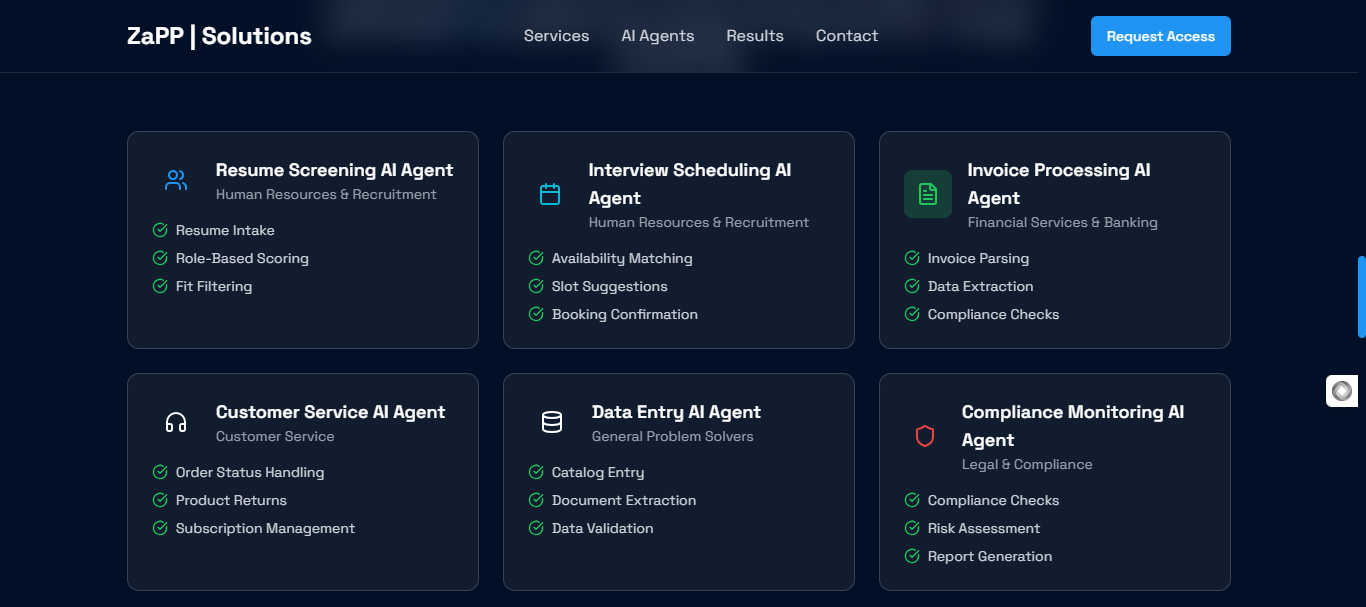 ZaPP | Solutions
Services
AI Agents
Results
Contact
Request Access
Resume Screening AI Agent
Human Resources & Recruitment
Resume Intake
Role-Based Scoring
Fit Filtering
Interview Scheduling AI
Agent
Human Resources & Recruitment
Availability Matching
Slot Suggestions
Booking Confirmation
Invoice Processing AI
Agent
Financial Services & Banking
Invoice Parsing
Data Extraction
Compliance Checks
Customer Service AI Agent
Customer Service
Order Status Handling
Product Returns
Subscription Management
Data Entry AI Agent
General Problem Solvers
Catalog Entry
Document Extraction
Data Validation
Compliance Monitoring AI
Agent
Legal & Compliance
Compliance Checks
Risk Assessment
Report Generation